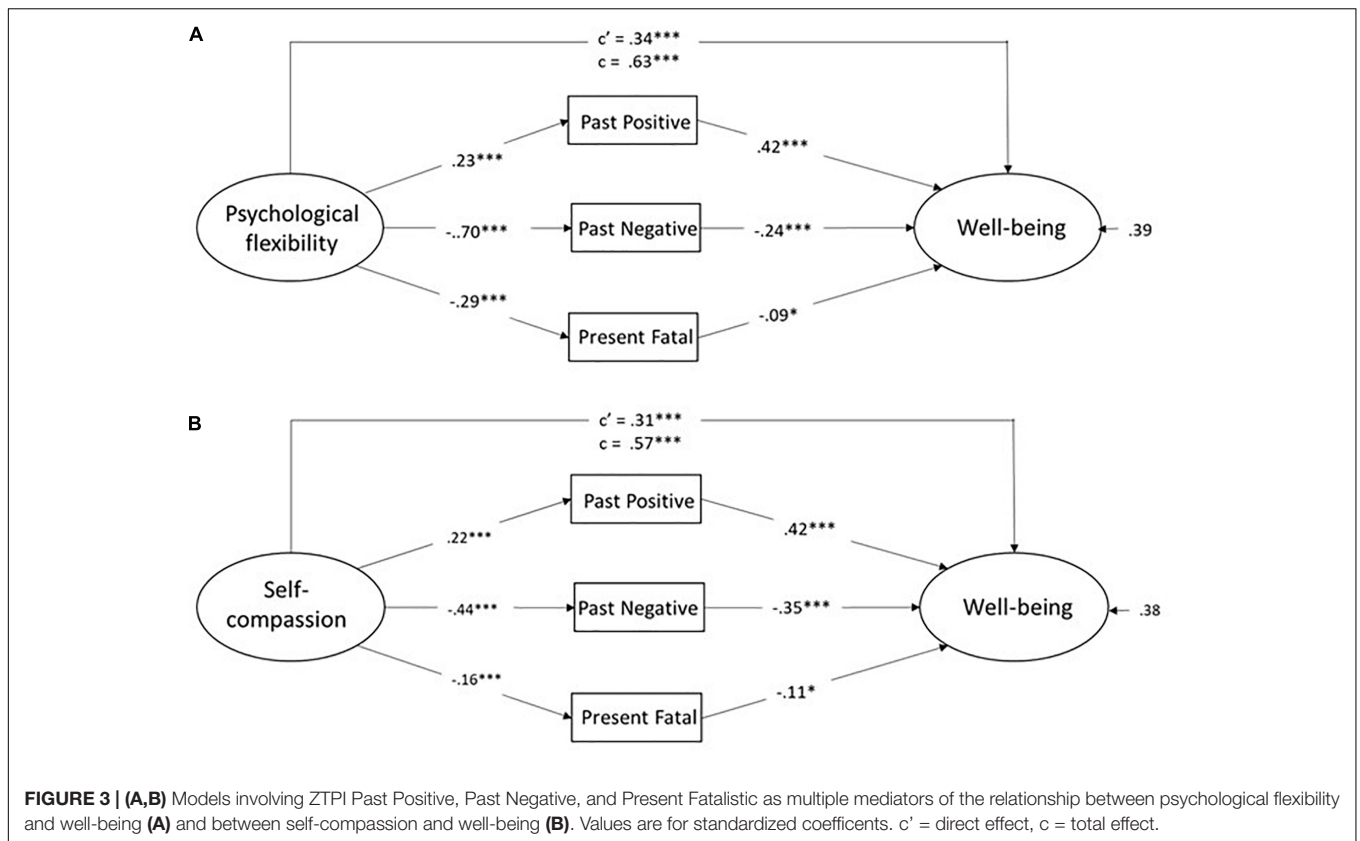 A
c' = .34***
c = .63***
Past Positive
.23***
.42***
Psychological
flexibility
-..70***
Past Negative
-.24***
Well-being
.39
-.29***
Present Fatal
-.09*
B
c' = .31***
c = .57***
Past Positive
.22***
.42***
Self-
compassion
-.44***
Past Negative
-.35***
Well-being
.38
-.16***
Present Fatal
-.11*
FIGURE 3 | (A,B) Models involving ZTPI Past Positive, Past Negative, and Present Fatalistic as multiple mediators of the relationship between psychological flexibility
and well-being (A) and between self-compassion and well-being (B). Values are for standardized coefficents. c' = direct effect, c = total effect.